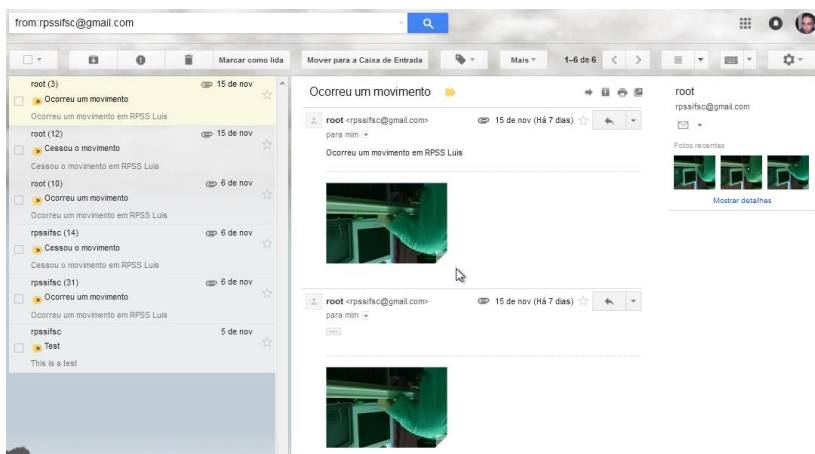 from:rpssifsc@gmail.com
Marcar como lida
Mover para a Caixa de Entrada
Mais
1–6 de 6
root (3)
15 de nov
Ocorreu um movimento
Ocorreu um movimento em RPSS Luis
root (12)
15 de nov
Cessou o movimento
Cessou o movimento em RPSS Luis
root (10)
6 de nov
Ocorreu um movimento
Ocorreu um movimento em RPSS Luis
rpssifsc (14)
6 de nov
Cessou o movimento
Cessou o movimento em RPSS Luis
rpssifsc (31)
6 de nov
Ocorreu um movimento
Ocorreu um movimento em RPSS Luis
rpssifsc
5 de nov
Test
This is a test
Ocorreu um movimento
root <rpssifsc@gmail.com>
15 de nov (Há 7 dias)
para mim
Ocorreu um movimento em RPSS Luis
root <rpssifsc@gmail.com>
15 de nov (Há 7 dias)
para mim
root
rpssifsc@gmail.com
Fotos recentes
Mostrar detalhes